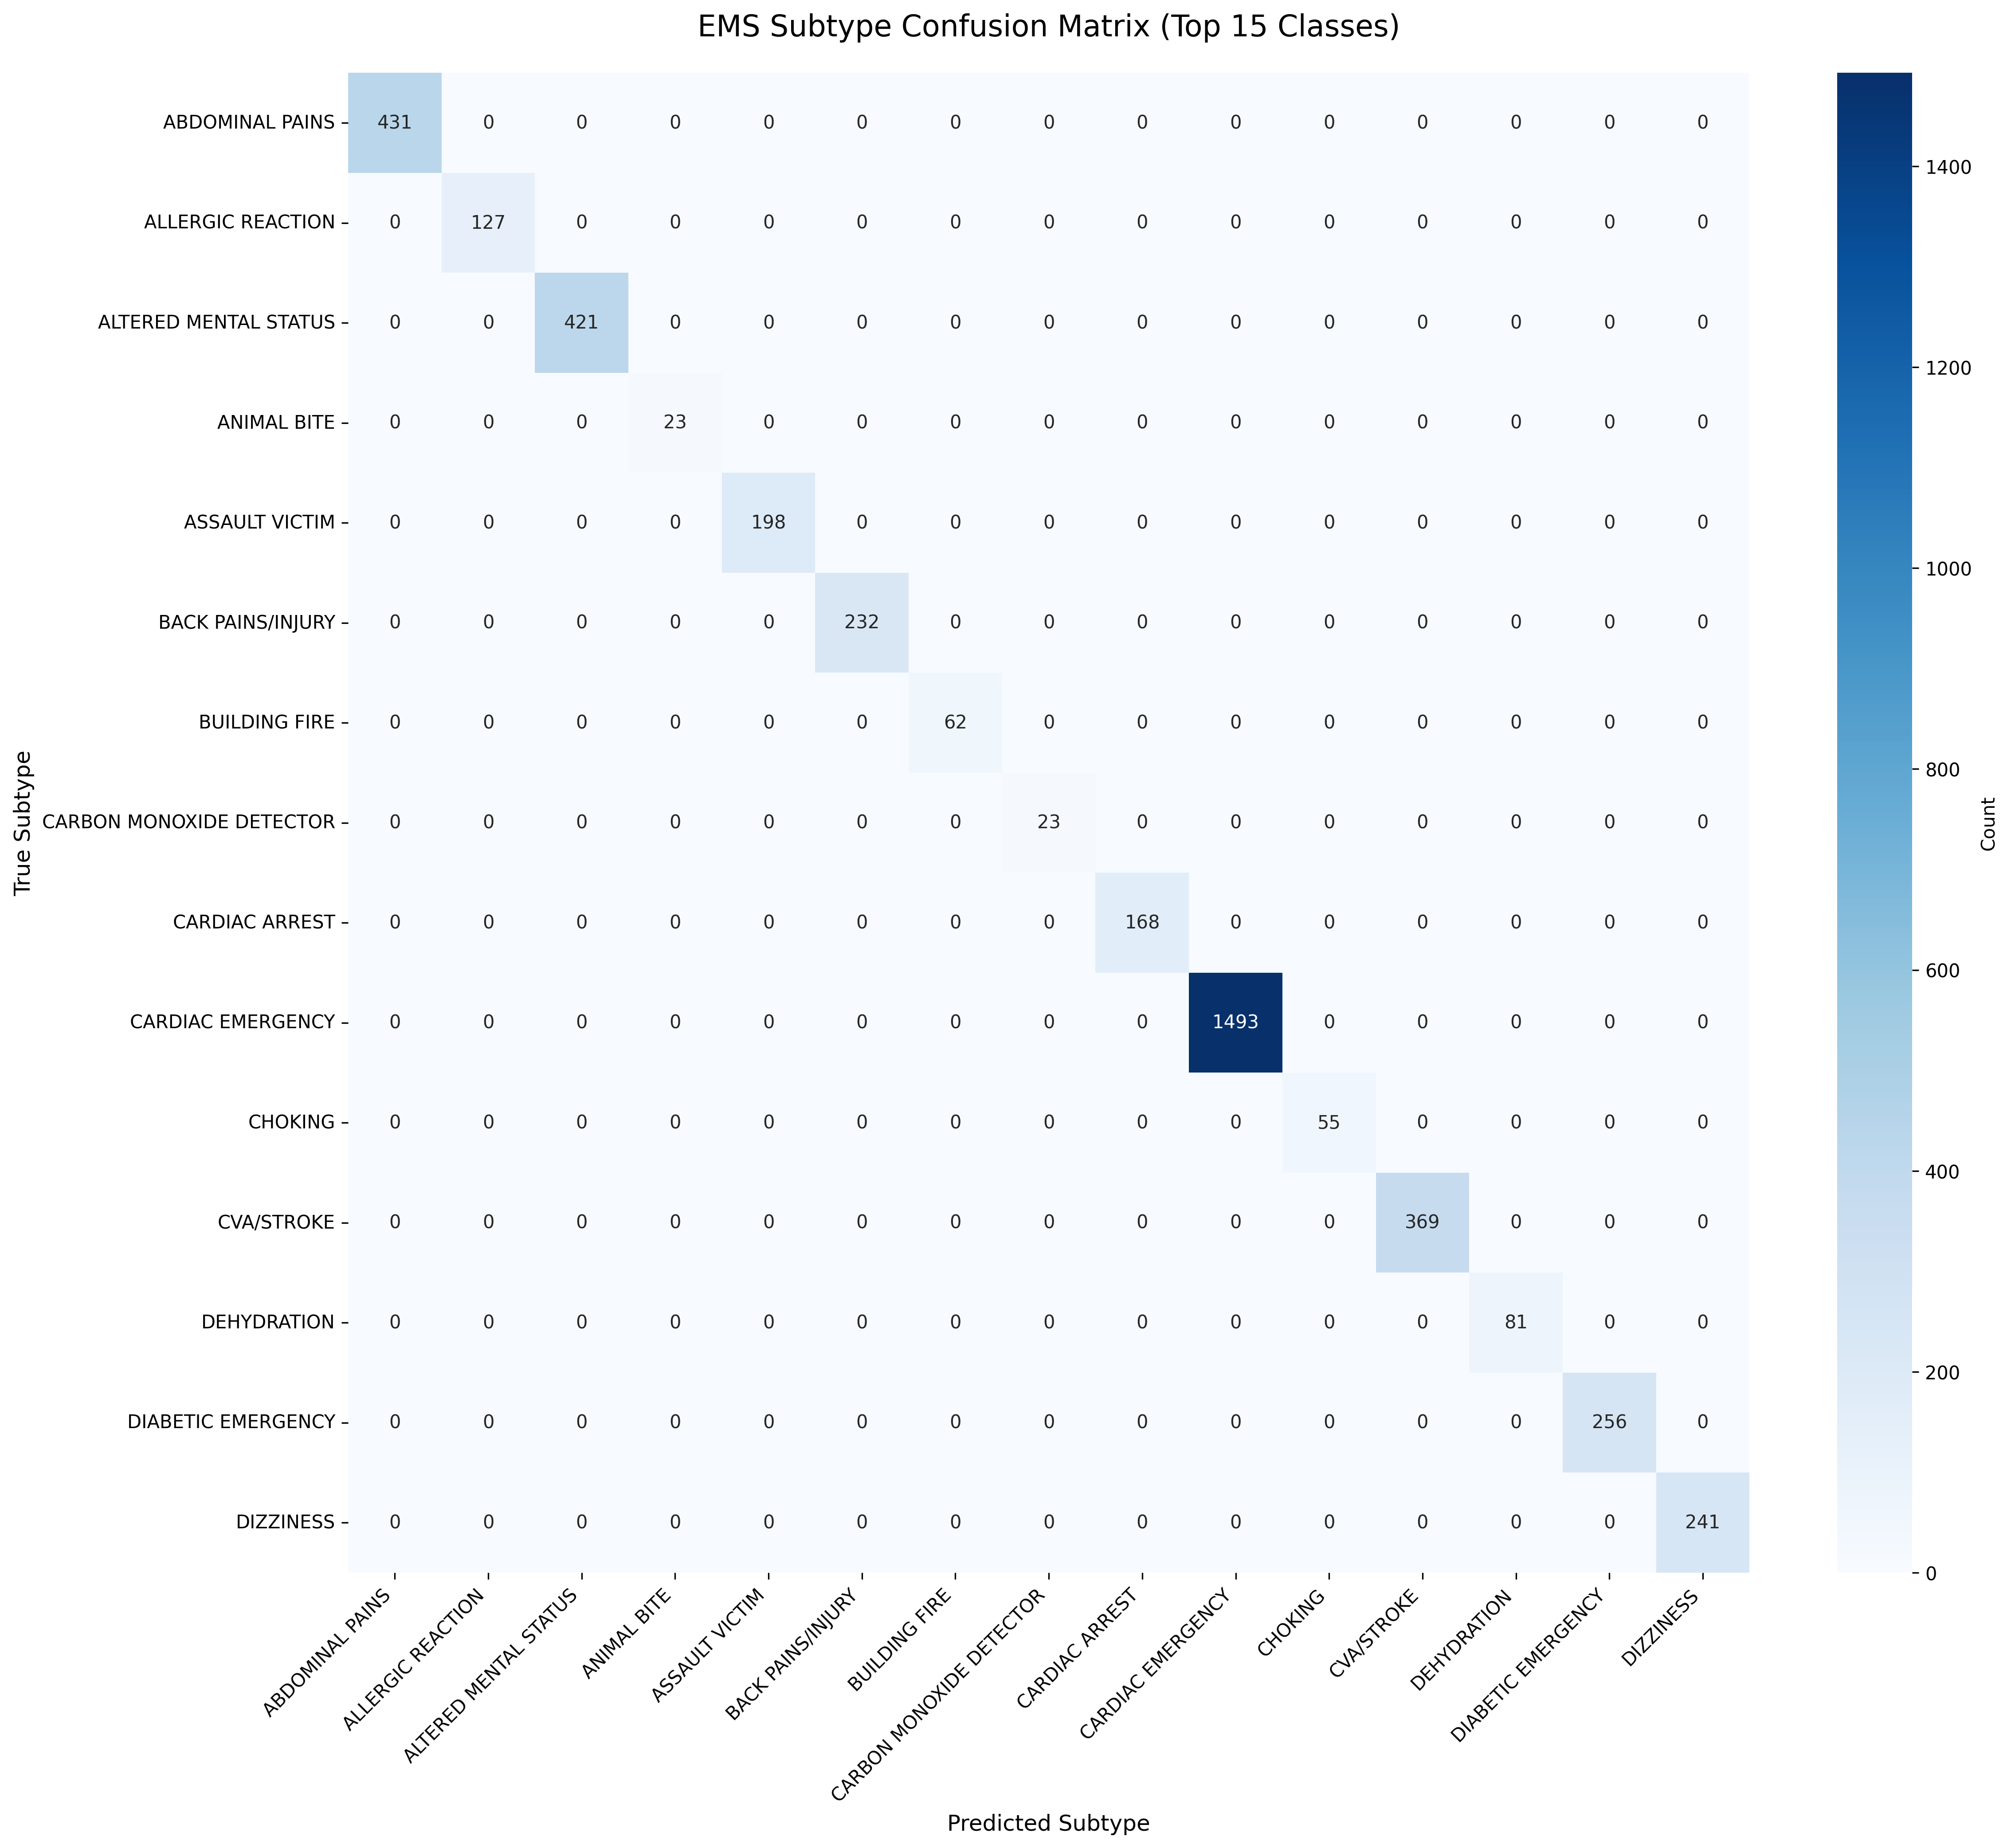 EMS Subtype Confusion Matrix (Top 15 Classes)
True Subtype
ABDOMINAL PAINS 431 0 0 0 0 0 0 0 0 0 0 0 0 0 0
ALLERGIC REACTION 0 127 0 0 0 0 0 0 0 0 0 0 0 0 0
ALTERED MENTAL STATUS 0 0 421 0 0 0 0 0 0 0 0 0 0 0 0
ANIMAL BITE 0 0 0 23 0 0 0 0 0 0 0 0 0 0 0
ASSAULT VICTIM 0 0 0 0 198 0 0 0 0 0 0 0 0 0 0
BACK PAINS/INJURY 0 0 0 0 0 232 0 0 0 0 0 0 0 0 0
BUILDING FIRE 0 0 0 0 0 0 62 0 0 0 0 0 0 0 0
CARBON MONOXIDE DETECTOR 0 0 0 0 0 0 0 23 0 0 0 0 0 0 0
CARDIAC ARREST 0 0 0 0 0 0 0 0 168 0 0 0 0 0 0
CARDIAC EMERGENCY 0 0 0 0 0 0 0 0 0 1493 0 0 0 0 0
CHOKING 0 0 0 0 0 0 0 0 0 0 55 0 0 0 0
CVA/STROKE 0 0 0 0 0 0 0 0 0 0 0 369 0 0 0
DEHYDRATION 0 0 0 0 0 0 0 0 0 0 0 0 81 0 0
DIABETIC EMERGENCY 0 0 0 0 0 0 0 0 0 0 0 0 0 256 0
DIZZINESS 0 0 0 0 0 0 0 0 0 0 0 0 0 0 241
ABDOMINAL PAINS
ALLERGIC REACTION
ALTERED MENTAL STATUS
ANIMAL BITE
ASSAULT VICTIM
BACK PAINS/INJURY
BUILDING FIRE
CARBON MONOXIDE DETECTOR
CARDIAC ARREST
CARDIAC EMERGENCY
CHOKING
CVA/STROKE
DEHYDRATION
DIABETIC EMERGENCY
DIZZINESS
Predicted Subtype
1400
1200
1000
800
600
400
200
0
Count